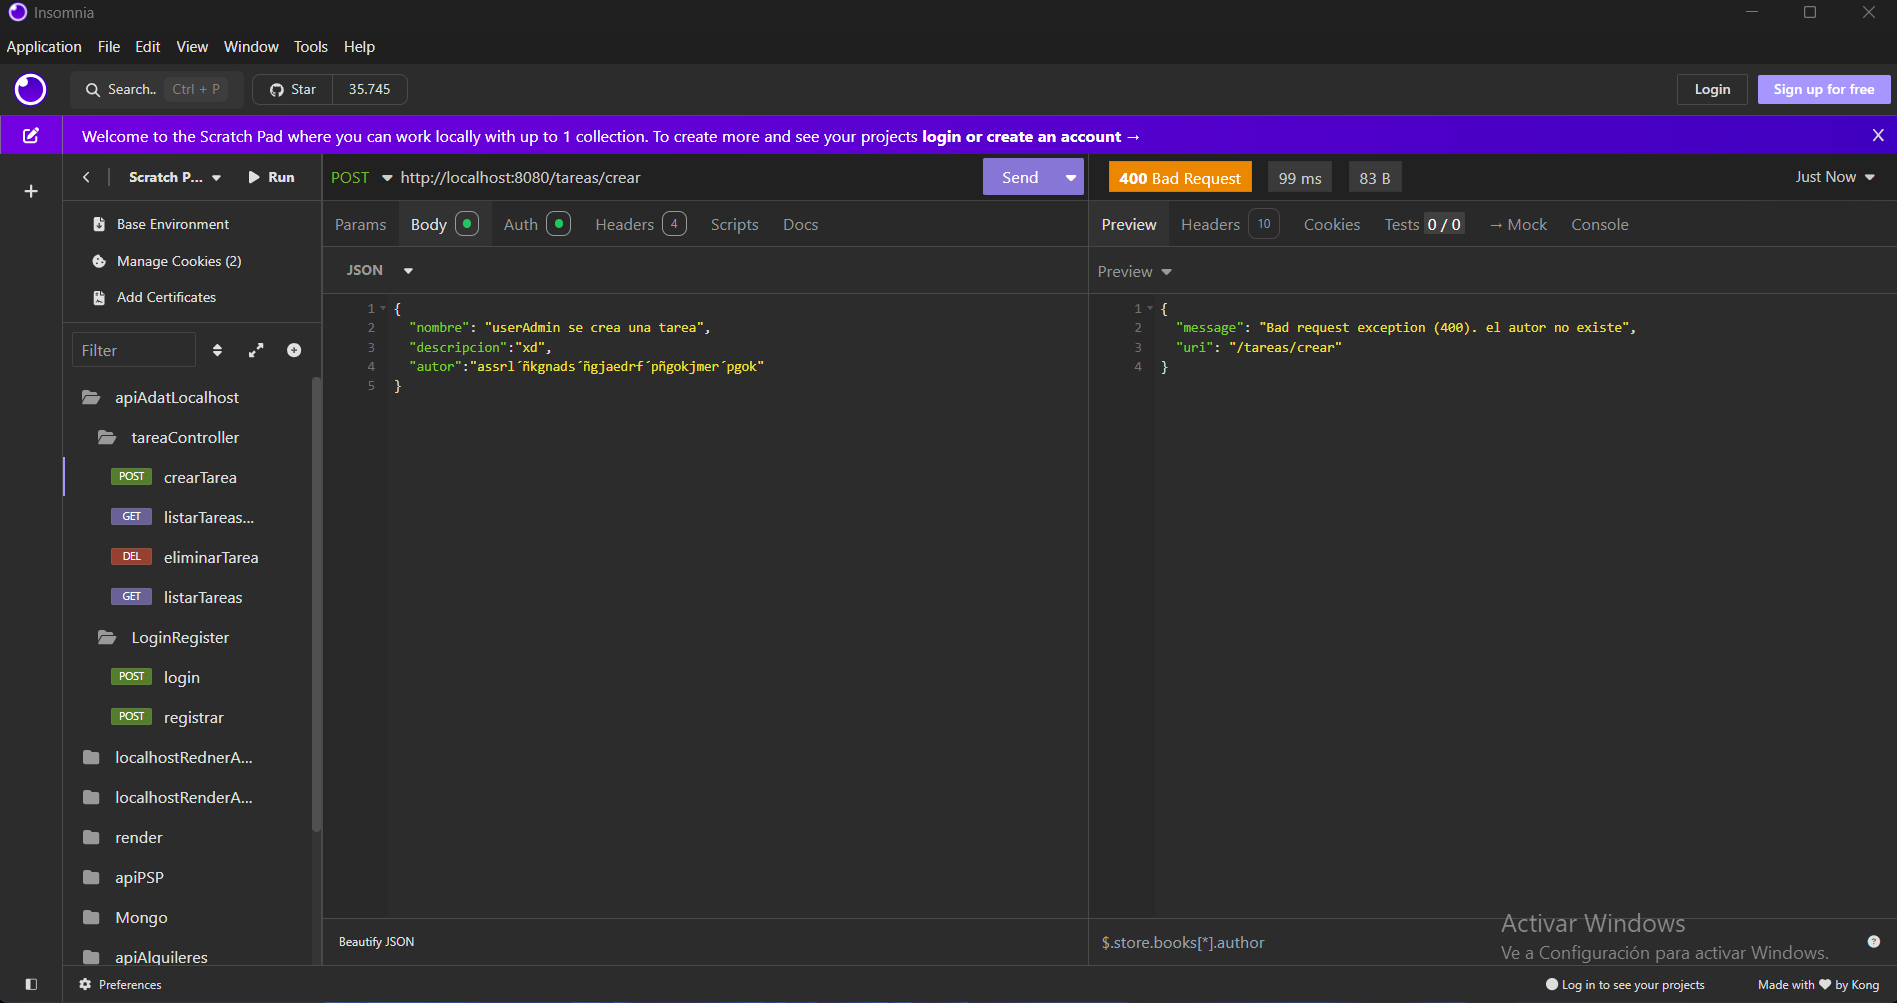 Insomnia
Application File Edit View Window Tools Help
Search.. Ctrl + P Star 35.745 Login Sign up for free
Welcome to the Scratch Pad where you can work locally with up to 1 collection. To create more and see your projects login or create an account →
Scratch P... Run
Base Environment
Manage Cookies (2)
Add Certificates
Filter
apiAdatLocalhost
tareaController
POST crearTarea
GET listarTareas...
DEL eliminarTarea
GET listarTareas
LoginRegister
POST login
POST registrar
localhostRednerA...
localhostRenderA...
render
apiPSP
Mongo
apiAlquileres
POST http://localhost:8080/tareas/crear Send
Params Body Auth Headers 4 Scripts Docs
JSON
1 {
2 "nombre": "userAdmin se crea una tarea",
3 "descripcion":"xd",
4 "autor":"assrl´ñkgnads´ñgjaedrf´pñgokjmer´pgok"
5 }
Beautify JSON
400 Bad Request 99 ms 83 B Just Now
Preview Headers 10 Cookies Tests 0 / 0 → Mock Console
Preview
1 {
2 "message": "Bad request exception (400). el autor no existe",
3 "uri": "/tareas/crear"
4 }
$.store.books[*].author
Activar Windows
Ve a Configuración para activar Windows.
Preferences
Log in to see your projects Made with ♥ by Kong